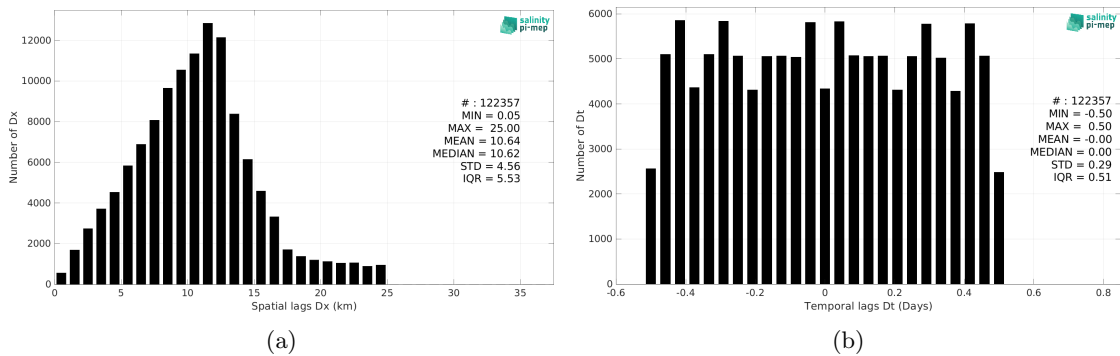 salinity
pi-mep
12000
10000
8000
6000
4000
2000
0
Number of Dx
# : 122357
MIN = 0.05
MAX = 25.00
MEAN = 10.64
MEDIAN = 10.62
STD = 4.56
IQR = 5.53
0 5 10 15 20 25 30 35
Spatial lags Dx (km)
(a)
salinity
pi-mep
6000
5000
4000
3000
2000
1000
0
Number of Dt
# : 122357
MIN = -0.50
MAX = 0.50
MEAN = -0.00
MEDIAN = 0.00
STD = 0.29
IQR = 0.51
-0.6 -0.4 -0.2 0 0.2 0.4 0.6 0.8
Temporal lags Dt (Days)
(b)